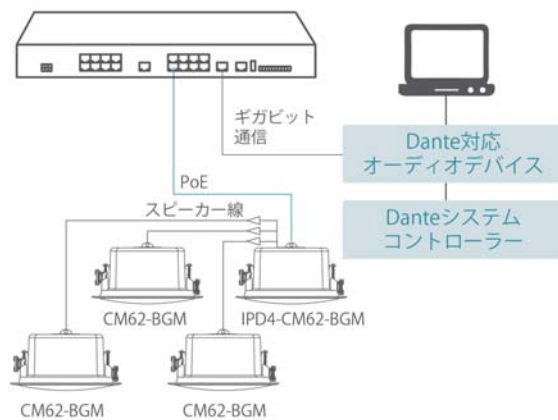 ギガビット
通信
Dante対応
オーディオデバイス
PoE
スピーカー線
Danteシステム
コントローラー
CM62-BGM
IPD4-CM62-BGM
CM62-BGM
CM62-BGM